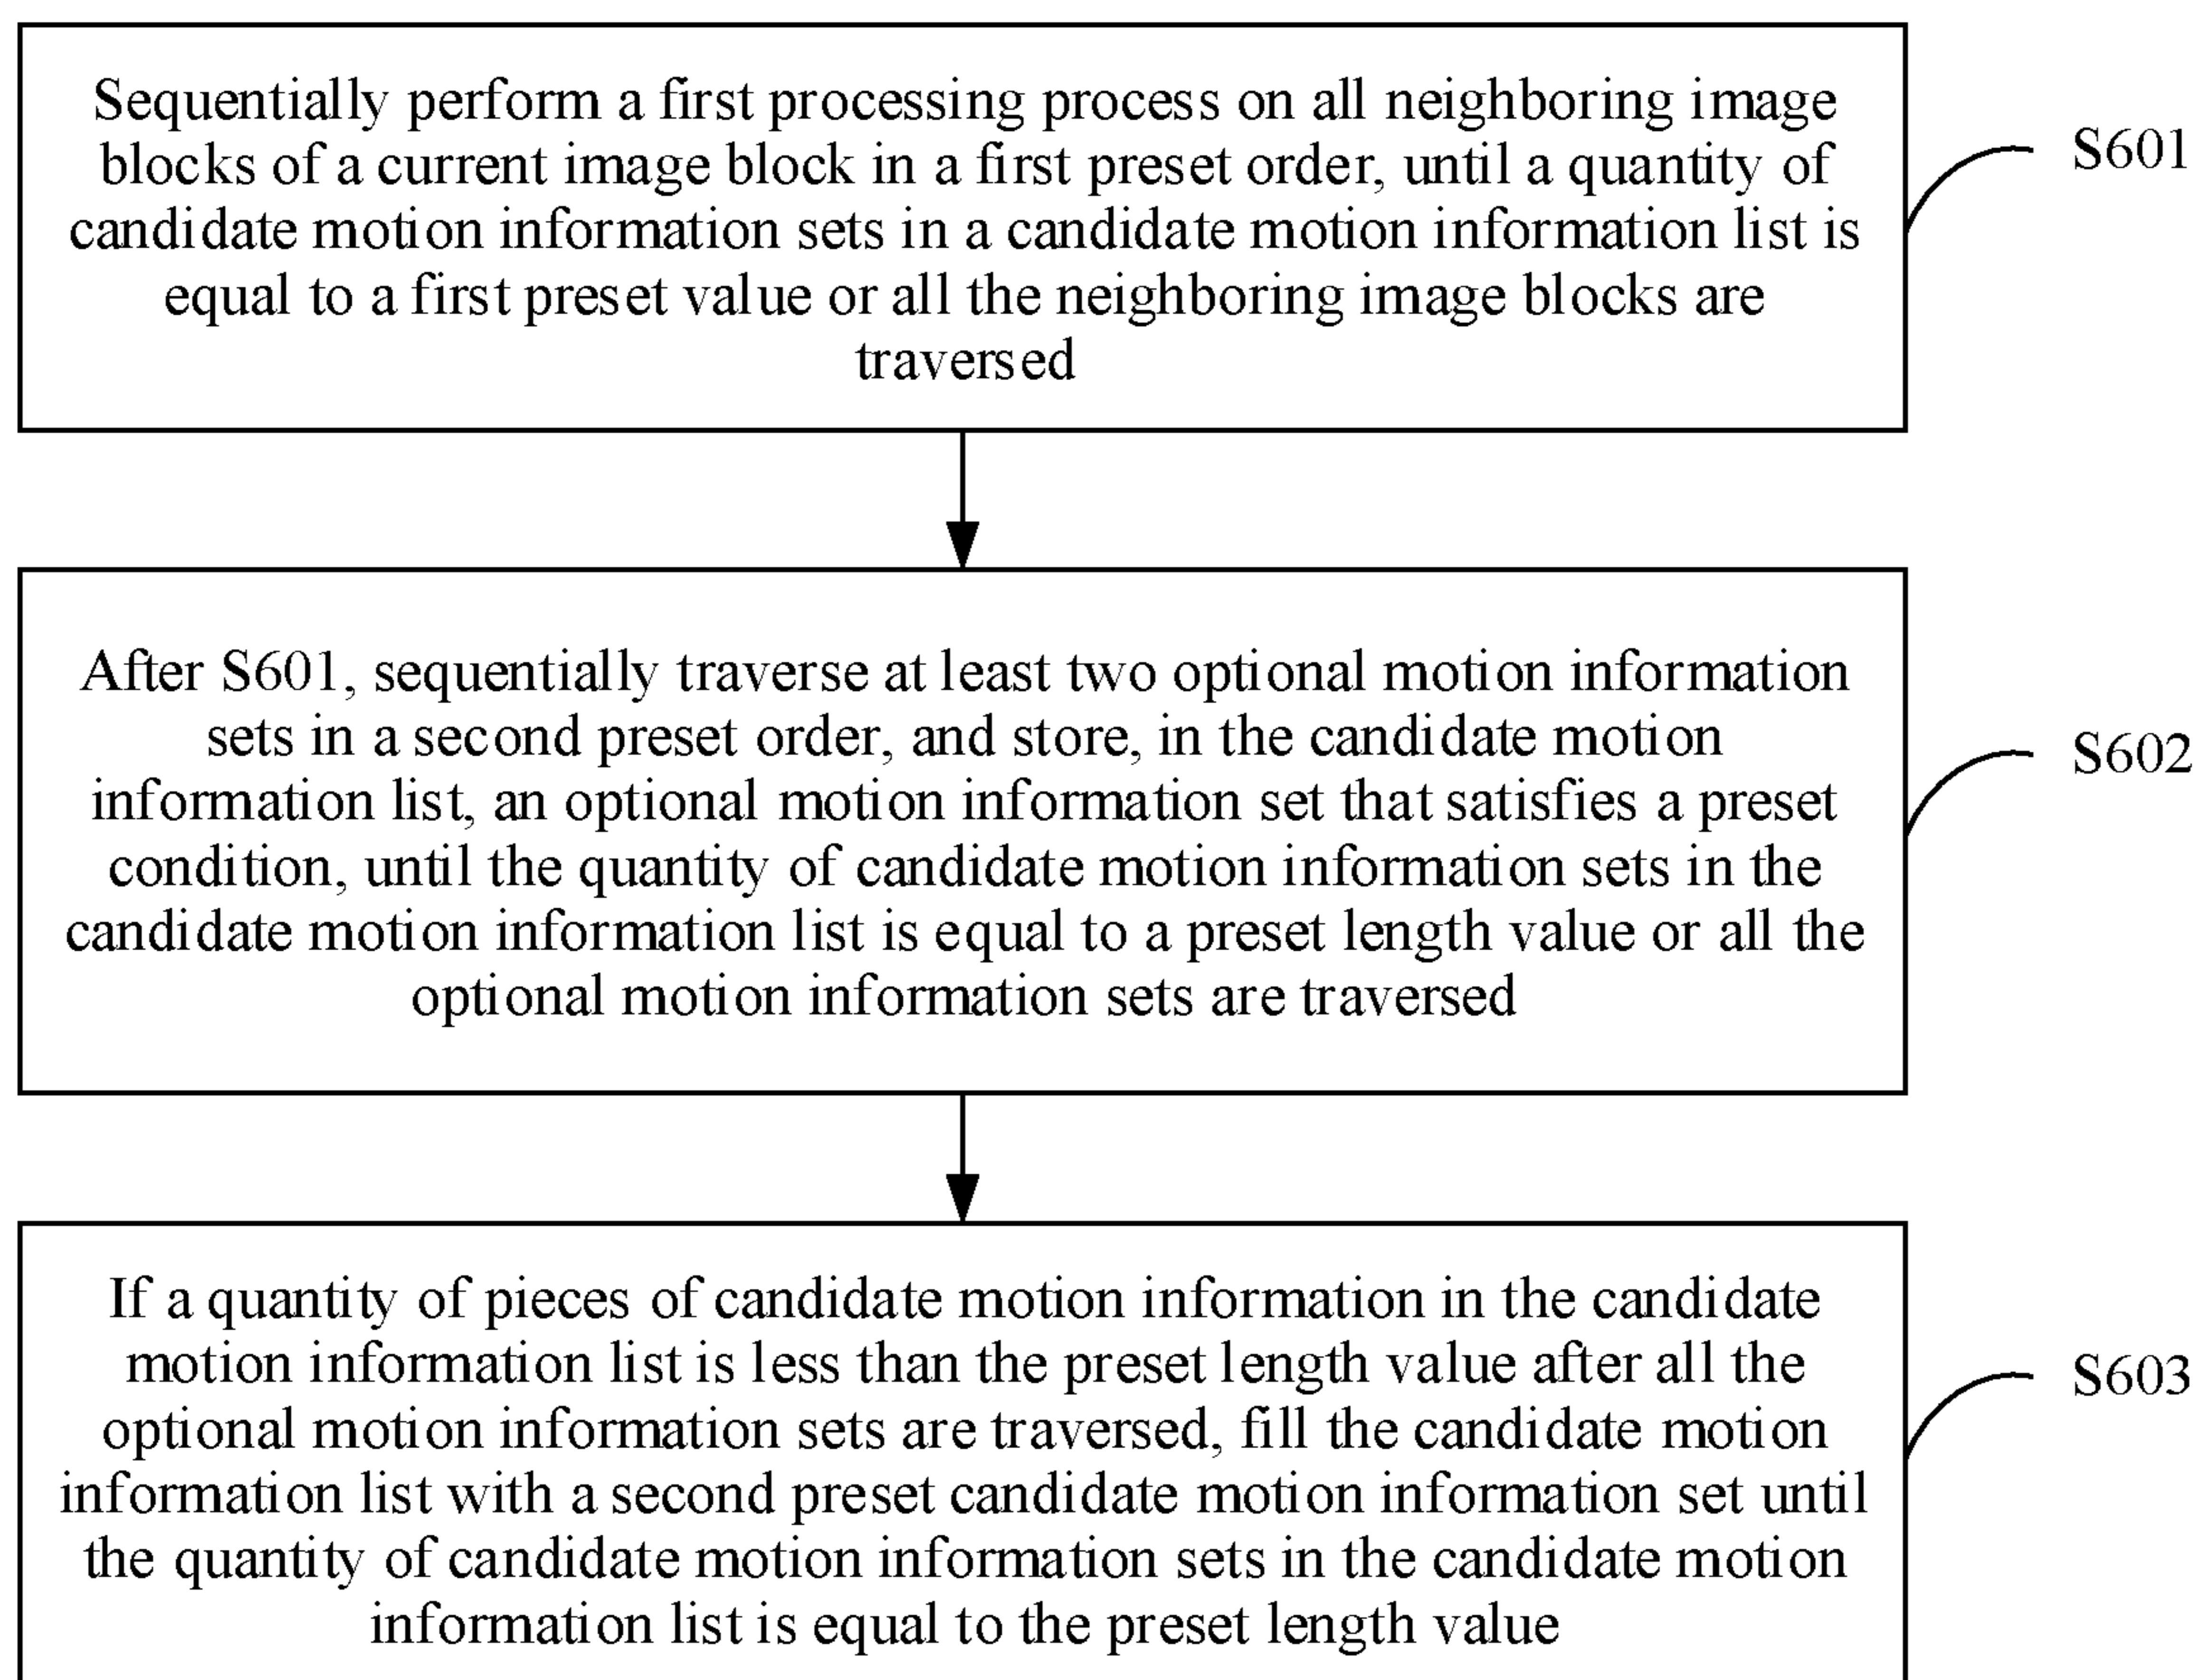 Sequentially perform a first processing process on all neighboring image
blocks of a current image block in a first preset order, until a quantity of
candidate motion information sets in a candidate motion information list is
equal to a first preset value or all the neighboring image blocks are
traversed
S601
After S601, sequentially traverse at least two optional motion information
sets in a second preset order, and store, in the candidate motion
information list, an optional motion information set that satisfies a preset
condition, until the quantity of candidate motion information sets in the
candidate motion information list is equal to a preset length value or all the
optional motion information sets are traversed
S602
If a quantity of pieces of candidate motion information in the candidate
motion information list is less than the preset length value after all the
optional motion information sets are traversed, fill the candidate motion
information list with a second preset candidate motion information set until
the quantity of candidate motion information sets in the candidate motion
information list is equal to the preset length value
S603